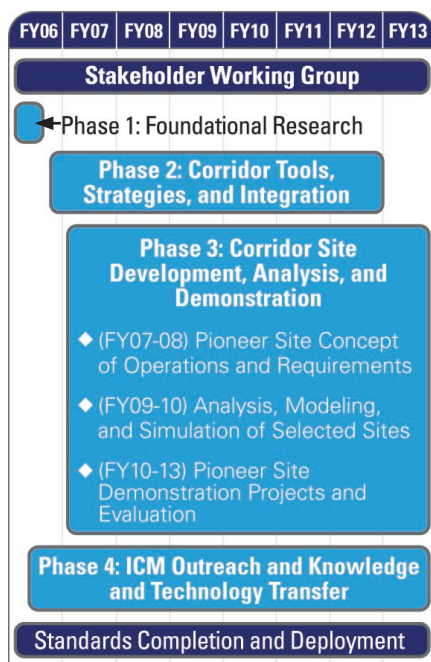 FY06 FY07 FY08 FY09 FY10 FY11 FY12 FY13
Stakeholder Working Group
Phase 1: Foundational Research
Phase 2: Corridor Tools,
Strategies, and Integration
Phase 3: Corridor Site
Development, Analysis, and
Demonstration
◆ (FY07-08) Pioneer Site Concept
of Operations and Requirements
◆ (FY09-10) Analysis, Modeling,
and Simulation of Selected Sites
◆ (FY10-13) Pioneer Site
Demonstration Projects and
Evaluation
Phase 4: ICM Outreach and Knowledge
and Technology Transfer
Standards Completion and Deployment